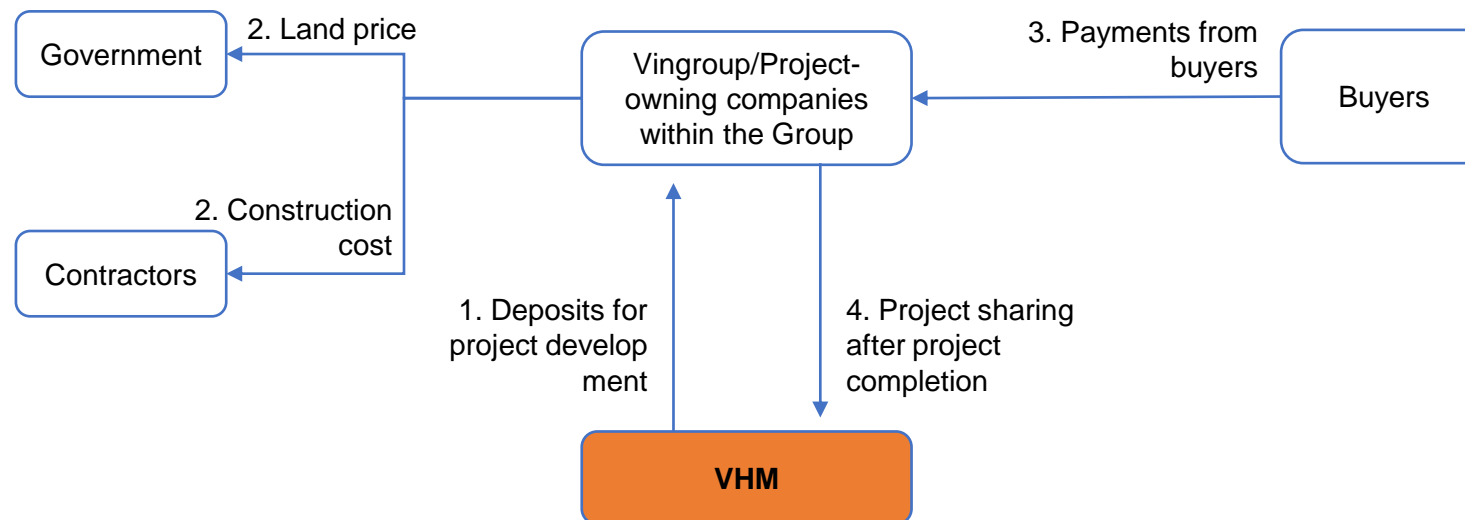 Government
2. Land price
Vingroup/Project-
owning companies
within the Group
3. Payments from
buyers
Buyers
2. Construction
cost
Contractors
1. Deposits for
project develop
ment
4. Project sharing
after project
completion
VHM